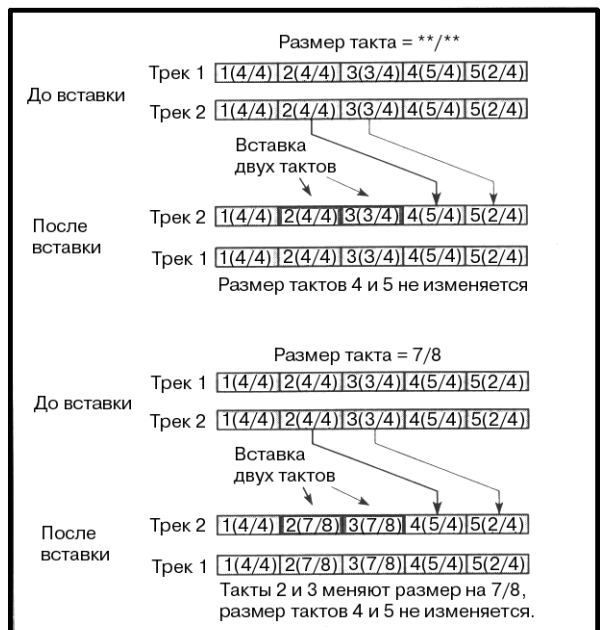 Размер такта = **/**
Трек 1 1(4/4) 2(4/4) 3(3/4) 4(5/4) 5(2/4)
До вставки
Трек 2 1(4/4) 2(4/4) 3(3/4) 4(5/4) 5(2/4)
Вставка
двух тактов
Трек 2 1(4/4) 2(4/4) 3(3/4) 4(5/4) 5(2/4)
После
вставки
Трек 1 1(4/4) 2(4/4) 3(3/4) 4(5/4) 5(2/4)
Размер тактов 4 и 5 не изменяется
Размер такта = 7/8
Трек 1 1(4/4) 2(4/4) 3(3/4) 4(5/4) 5(2/4)
До вставки
Трек 2 1(4/4) 2(4/4) 3(3/4) 4(5/4) 5(2/4)
Вставка
двух тактов
Трек 2 1(4/4) 2(7/8) 3(7/8) 4(5/4) 5(2/4)
После
вставки
Трек 1 1(4/4) 2(7/8) 3(7/8) 4(5/4) 5(2/4)
Такты 2 и 3 меняют размер на 7/8,
размер тактов 4 и 5 не изменяется.